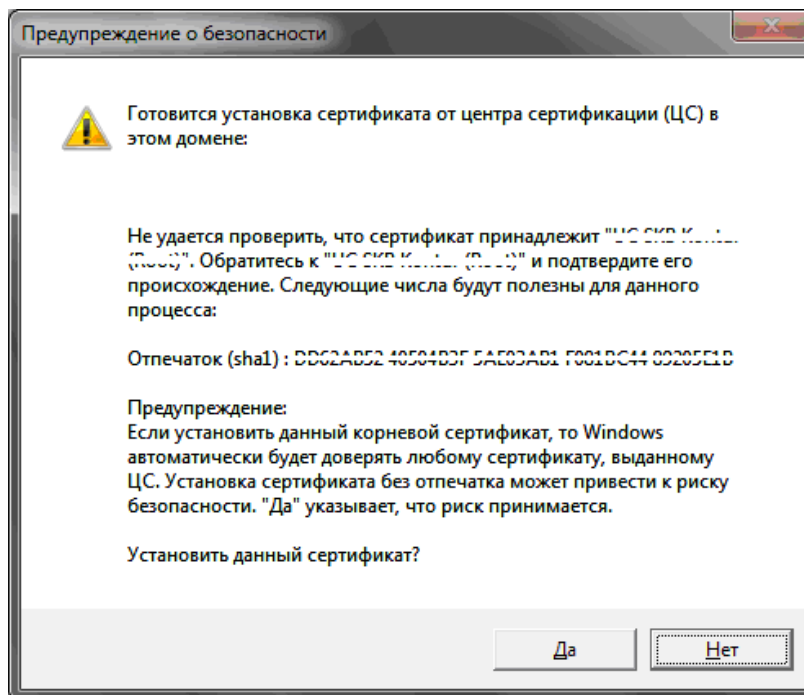 Предупреждение о безопасности
Готовится установка сертификата от центра сертификации (ЦС) в
этом домене:
Не удается проверить, что сертификат принадлежит
Обратитесь к и подтвердите его
происхождение. Следующие числа будут полезны для данного
процесса:
Отпечаток (sha1) :
Предупреждение:
Если установить данный корневой сертификат, то Windows
автоматически будет доверять любому сертификату, выданному
ЦС. Установка сертификата без отпечатка может привести к риску
безопасности. "Да" указывает, что риск принимается.
Установить данный сертификат?
Да
Нет